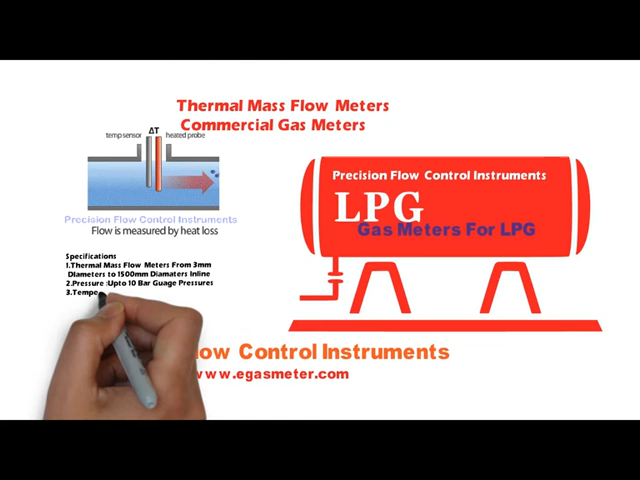 Thermal Mass Flow Meters
Commercial Gas Meters
ΔT
temp sensor
heated probe
Precision Flow Control Instruments
Flow is measured by heat loss
Precision Flow Control Instruments
LPG
Gas Meters For LPG
Specifications
1.Thermal Mass Flow Meters From 3mm
DIameters to 1500mm Diamaters Inline
2.Pressure :Upto 10 Bar Guage Pressures
3.Tempe
low Control Instruments
www.egasmeter.com